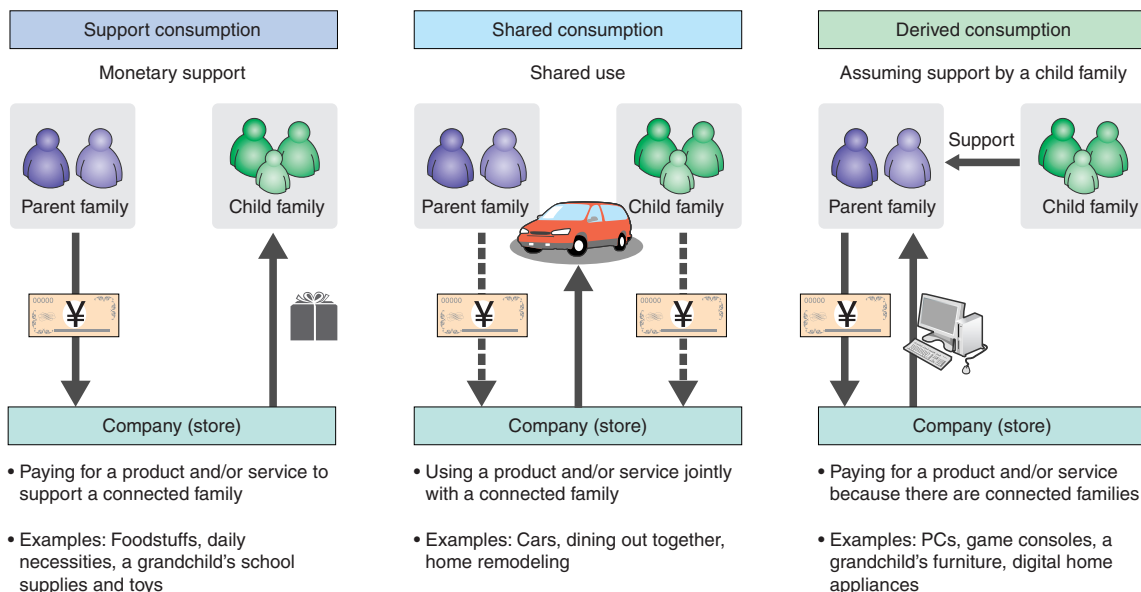 Support consumption
Monetary support
Parent family
Child family
00000
¥
Company (store)
• Paying for a product and/or service to
support a connected family
• Examples: Foodstuffs, daily
necessities, a grandchild's school
supplies and toys
Shared consumption
Shared use
Parent family
Child family
00000
¥
00000
¥
Company (store)
• Using a product and/or service jointly
with a connected family
• Examples: Cars, dining out together,
home remodeling
Derived consumption
Assuming support by a child family
Support
Parent family
Child family
00000
¥
Company (store)
• Paying for a product and/or service
because there are connected families
• Examples: PCs, game consoles, a
grandchild's furniture, digital home
appliances